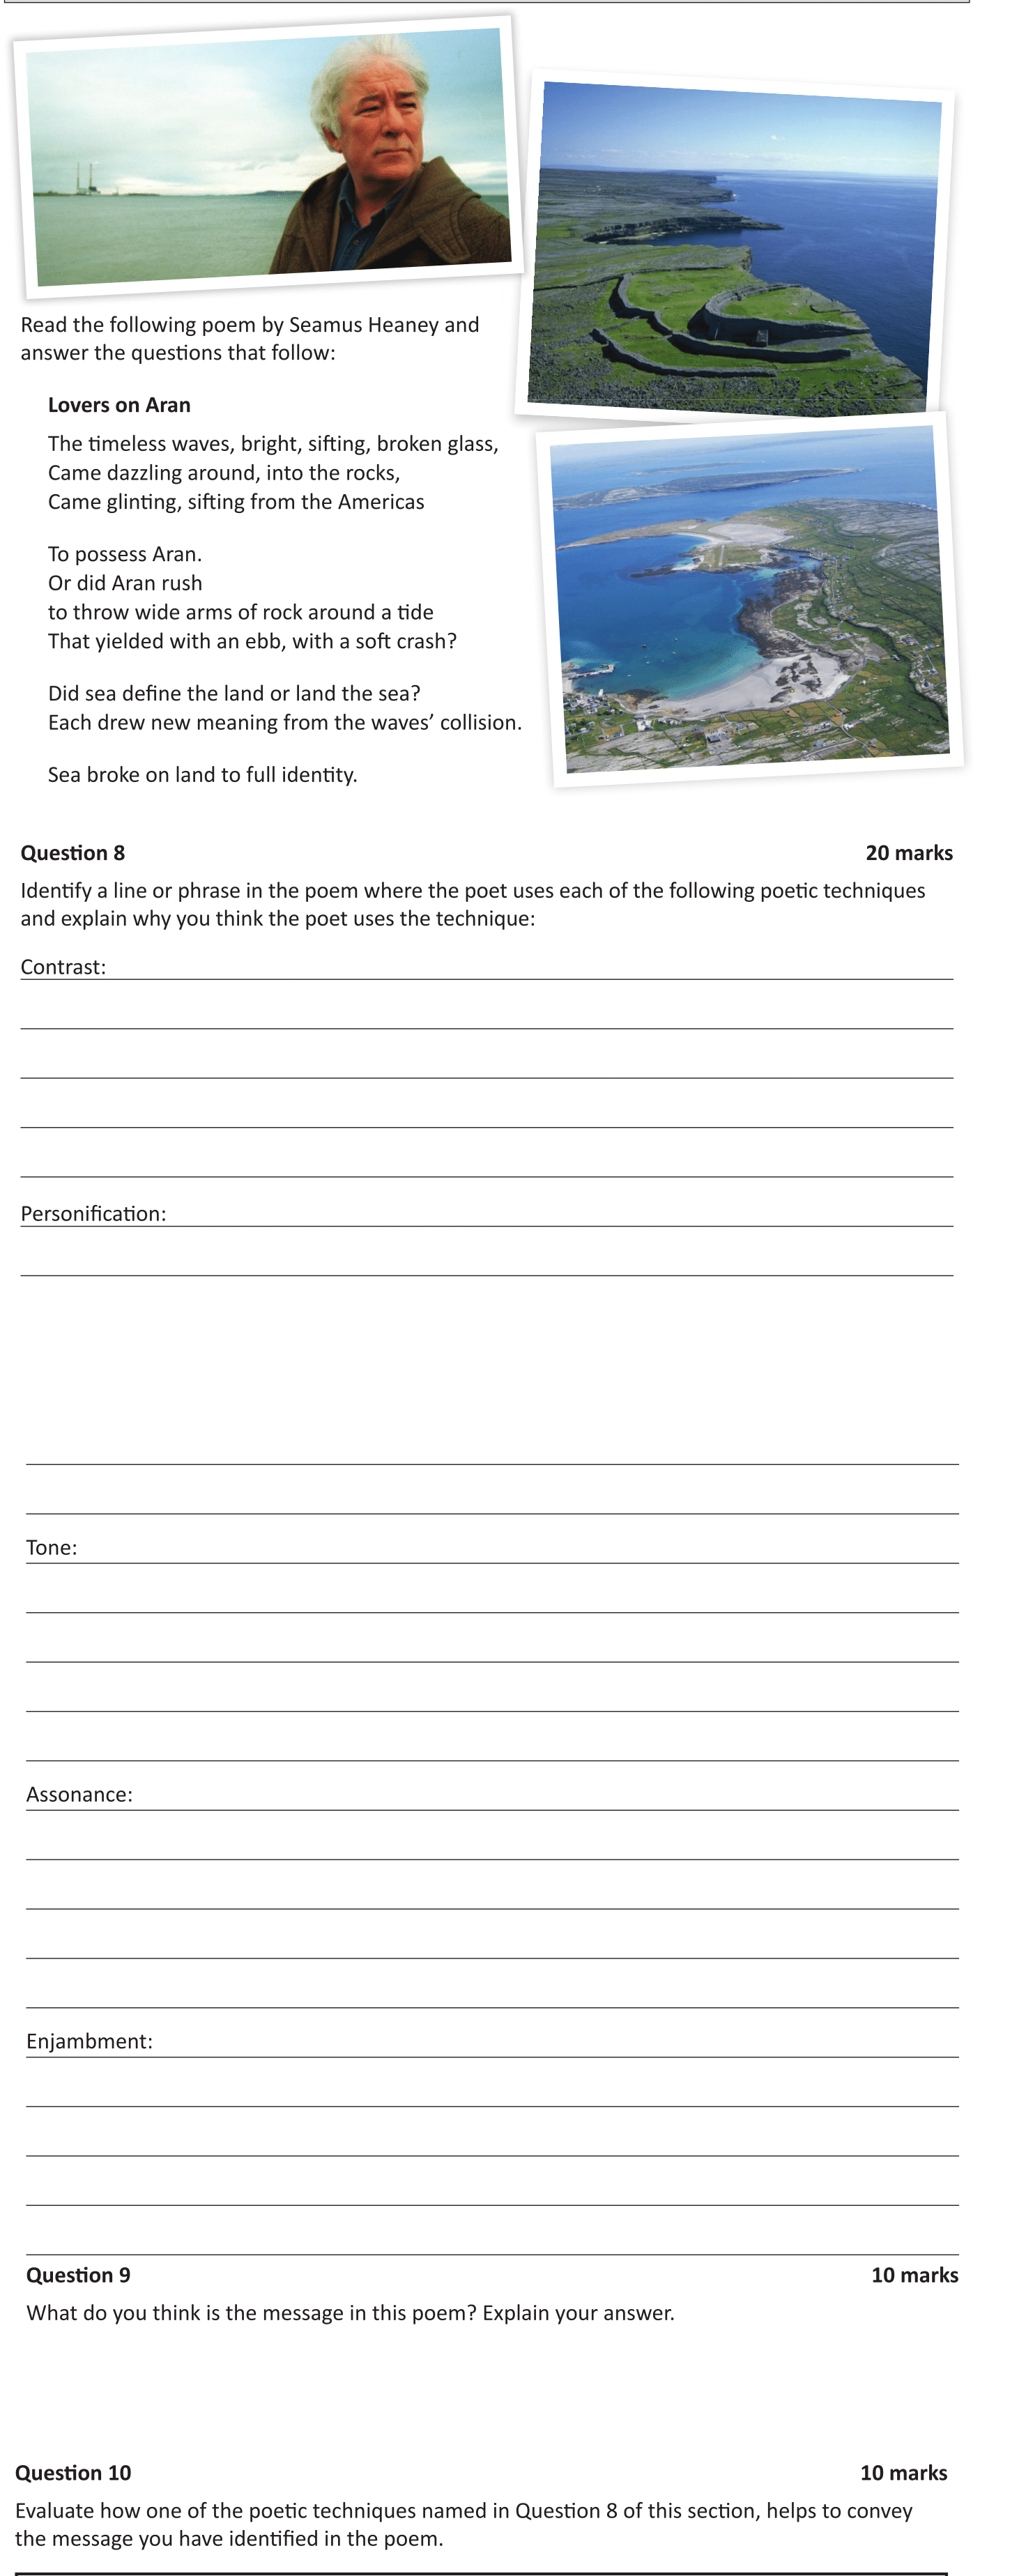 Read the following poem by Seamus Heaney and
answer the questions that follow:
Lovers on Aran
The timeless waves, bright, sifting, broken glass,
Came dazzling around, into the rocks,
Came glinting, sifting from the Americas
To possess Aran.
Or did Aran rush
to throw wide arms of rock around a tide
That yielded with an ebb, with a soft crash?
Did sea define the land or land the sea?
Each drew new meaning from the waves’ collision.
Sea broke on land to full identity.
Question 8 20 marks
Identify a line or phrase in the poem where the poet uses each of the following poetic techniques
and explain why you think the poet uses the technique:
Contrast:
Personification:
Tone:
Assonance:
Enjambment:
Question 9 10 marks
What do you think is the message in this poem? Explain your answer.
Question 10 10 marks
Evaluate how one of the poetic techniques named in Question 8 of this section, helps to convey
the message you have identified in the poem.